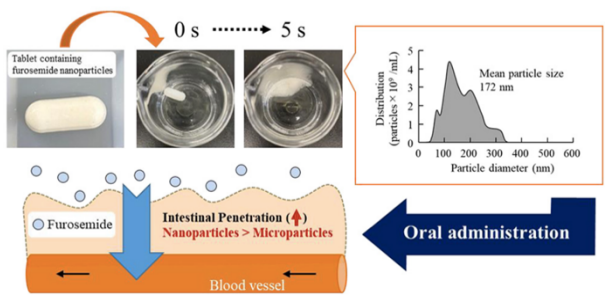 0 s
5 s
Tablet containing
furosemide nanoparticles
Distribution
(particles × 10⁹ /mL)
5
4
3
2
1
0
Mean particle size
172 nm
0 100 200 300 400 500 600
Particle diameter (nm)
Furosemide
Intestinal Penetration (↑)
Nanoparticles > Microparticles
Blood vessel
Oral administration